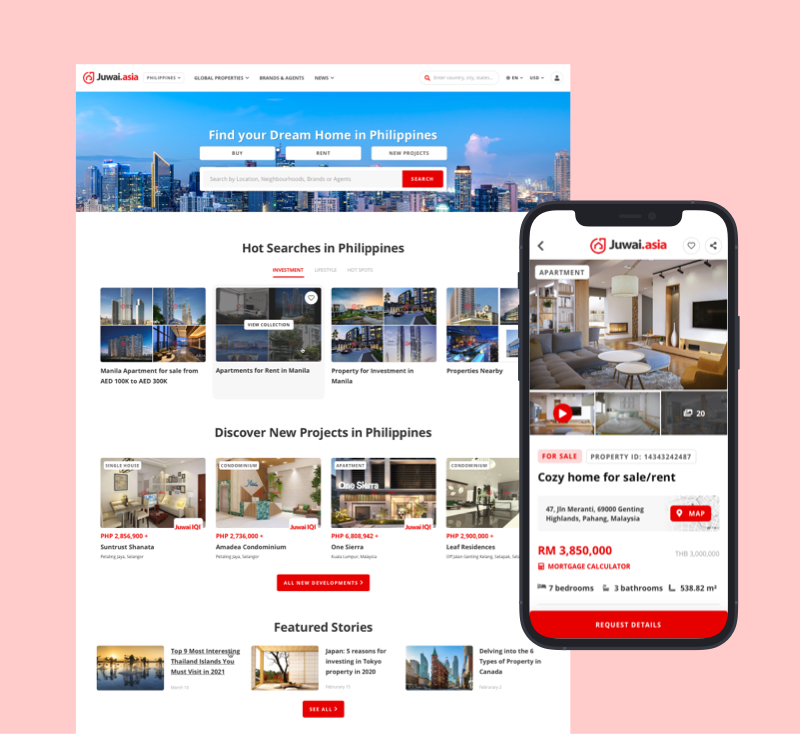 Juwai.asia
PHILIPPINES
GLOBAL PROPERTIES
BRANDS & AGENTS
NEWS
Enter country, city, states...
EN
USD
Find your Dream Home in Philippines
BUY
RENT
NEW PROJECTS
Search by Location, Neighbourhoods, Brands or Agents
SEARCH
Hot Searches in Philippines
INVESTMENT
LIFESTYLE
HOT SPOTS
VIEW COLLECTION
Manila Apartment for sale from
AED 100K to AED 300K
Apartments for Rent in Manila
Property for Investment in
Manila
Properties Nearby
Discover New Projects in Philippines
SINGLE HOUSE
Juwai IQI
PHP 2,856,900 +
Suntrust Shanata
Petaling Jaya, Selangor
CONDOMINIUM
Juwai IQI
PHP 2,736,000 +
Amadea Condominium
Petaling Jaya, Selangor
APARTMENT
One Sierra
Juwai IQI
PHP 6,808,942 +
One Sierra
Kuala Lumpur, Malaysia
CONDOMINIUM
PHP 2,900,000 +
Leaf Residences
Off Jalan Genting Kelang, Setapak,
ALL NEW DEVELOPMENTS
Featured Stories
Top 9 Most Interesting
Thailand Islands You
Must Visit in 2021
March 10
Japan: 5 reasons for
investing in Tokyo
property in 2020
February 15
Delving into the 6
Types of Property in
Canada
February 3
SEE ALL
Juwai.asia
APARTMENT
20
FOR SALE
PROPERTY ID: 14343242487
Cozy home for sale/rent
47, Jln Meranti, 69000 Genting
Highlands, Pahang, Malaysia
MAP
RM 3,850,000
THB 3,000,000
MORTGAGE CALCULATOR
7 bedrooms
3 bathrooms
538.82 m²
REQUEST DETAILS